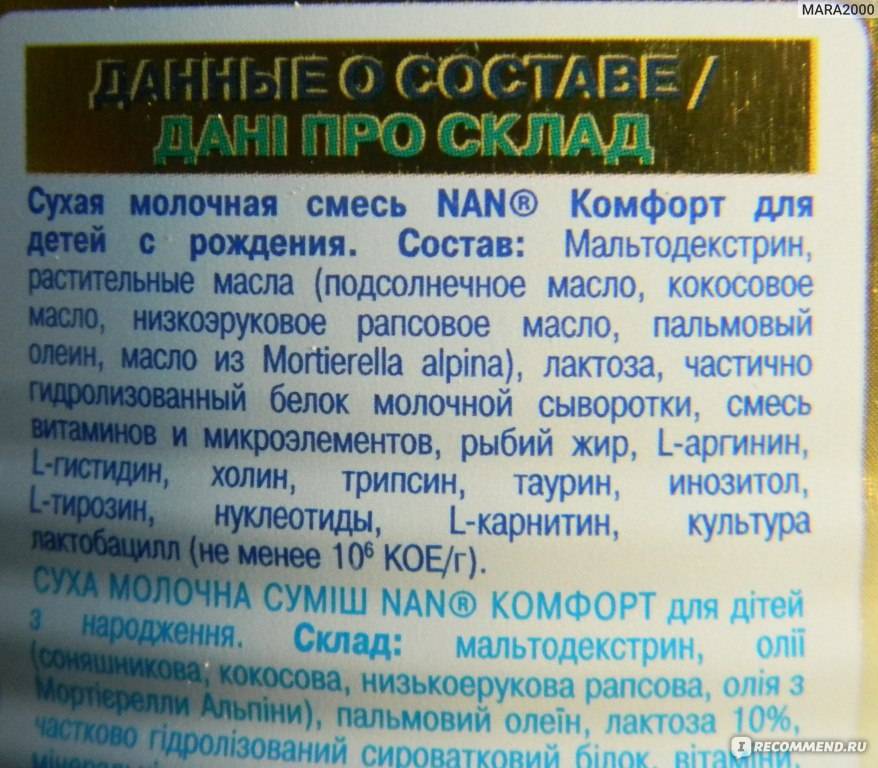 MARA2000
ДАННЫЕ О СОСТАВЕ /
ДАНІ ПРО СКЛАД
Сухая молочная смесь NAN® Комфорт для
детей с рождения. Состав: Мальтодекстрин,
растительные масла (подсолнечное масло, кокосовое
масло, низкоэруковое рапсовое масло, пальмовый
олеин, масло из Mortierella alpina), лактоза, частично
гидролизованный белок молочной сыворотки, смесь
витаминов и микроэлементов, рыбий жир, L-аргинин,
L-гистидин, холин, трипсин, таурин, инозитол,
L-тирозин, нуклеотиды, L-карнитин, культура
лактобацилл (не менее 10⁶ КОЕ/г).
СУХА МОЛОЧНА СУМІШ NAN® КОМФОРТ для дітей
з народження. Склад: мальтодекстрин, олії
(соняшникова, кокосова, низькоерукова рапсова, олія з
Мортієрелли Альпіни), пальмовий олеїн, лактоза 10%,
частково гідролізований сироватковий білок, вітаміни,
IRECOMMEND.RU